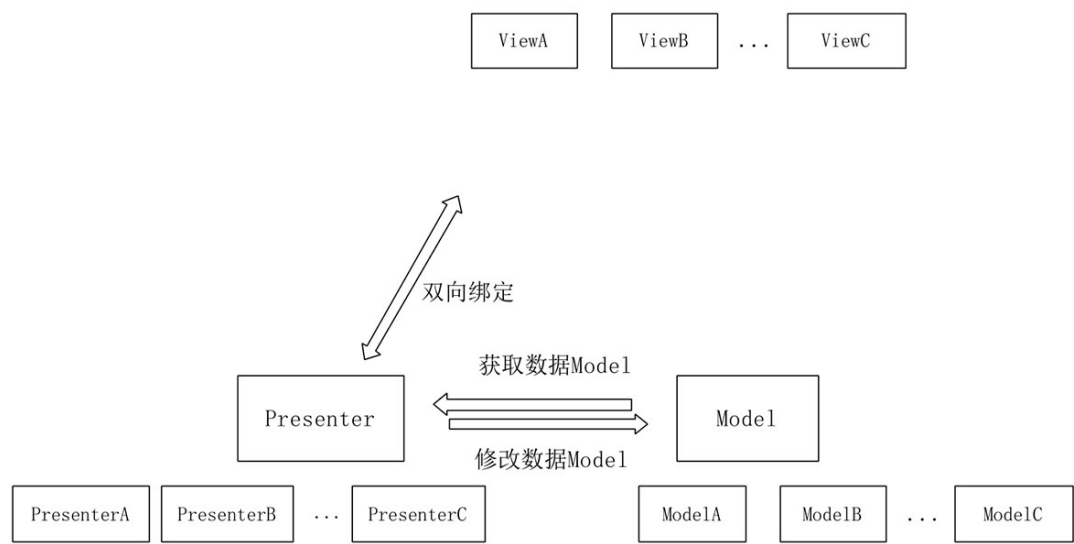 ViewA ViewB ... ViewC
双向绑定
获取数据Model
Presenter Model
修改数据Model
PresenterA PresenterB ... PresenterC ModelA ModelB ... ModelC